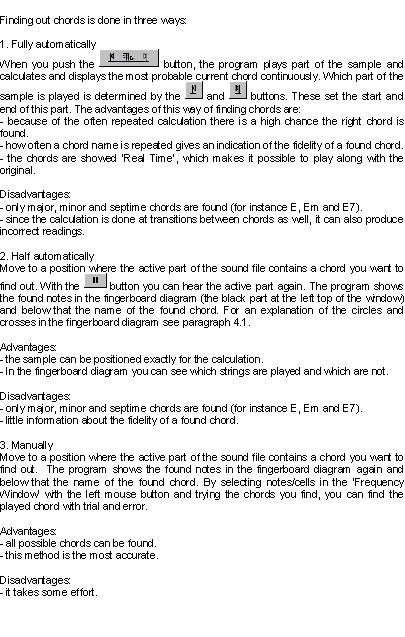 Finding out chords is done in three ways:

1. Fully automatically
When you push the button, the program plays part of the sample and
calculates and displays the most probable current chord continuously. Which part of the
sample is played is determined by the and buttons. These set the start and
end of this part. The advantages of this way of finding chords are:
- because of the often repeated calculation there is a high chance the right chord is
found.
- how often a chord name is repeated gives an indication of the fidelity of a found chord.
- the chords are showed 'Real Time', which makes it possible to play along with the
original.

Disadvantages:
- only major, minor and septime chords are found (for instance E, Em and E7).
- since the calculation is done at transitions between chords as well, it can also produce
incorrect readings.

2. Half automatically
Move to a position where the active part of the sound file contains a chord you want to
find out. With the button you can hear the active part again. The program shows
the found notes in the fingerboard diagram (the black part at the left top of the window)
and below that the name of the found chord. For an explanation of the circles and
crosses in the fingerboard diagram see paragraph 4.1.

Advantages:
- the sample can be positioned exactly for the calculation.
- In the fingerboard diagram you can see which strings are played and which are not.

Disadvantages:
- only major, minor and septime chords are found (for instance E, Em and E7).
- little information about the fidelity of a found chord.

3. Manually
Move to a position where the active part of the sound file contains a chord you want to
find out. The program shows the found notes in the fingerboard diagram again and
below that the name of the found chord. By selecting notes/cells in the 'Frequency
Window' with the left mouse button and trying the chords you find, you can find the
played chord with trial and error.

Advantages:
- all possible chords can be found.
- this method is the most accurate.

Disadvantages:
- it takes some effort.